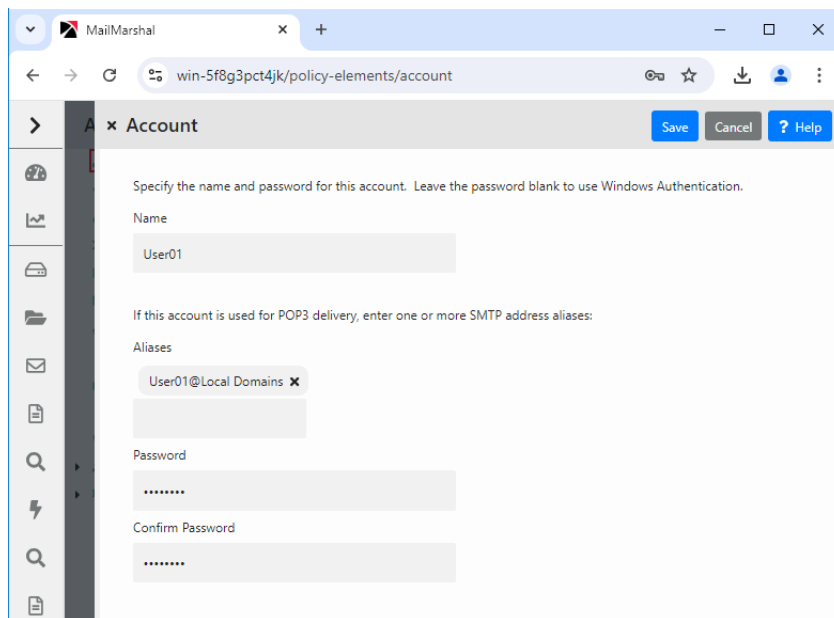 MailMarshal
win-5f8g3pct4jk/policy-elements/account
Account
Save
Cancel
? Help
Specify the name and password for this account. Leave the password blank to use Windows Authentication.
Name
User01
If this account is used for POP3 delivery, enter one or more SMTP address aliases:
Aliases
User01@Local Domains
Password
••••••••
Confirm Password
••••••••